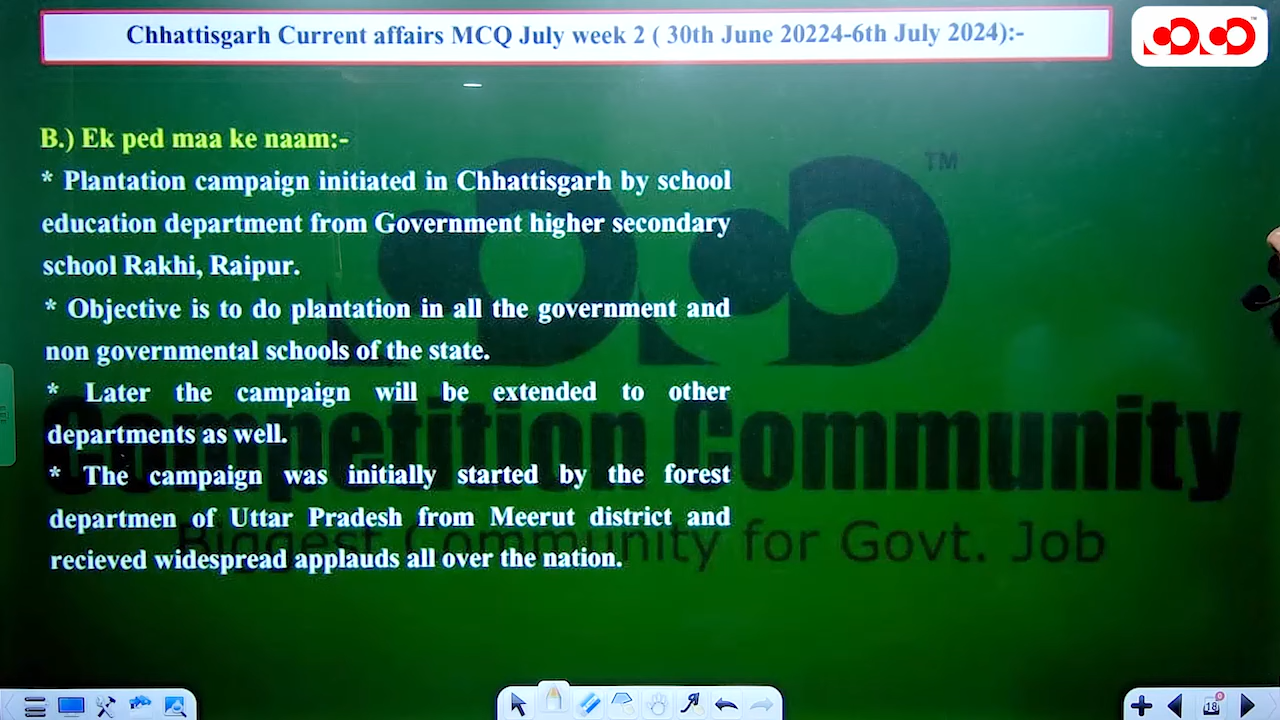 Chhattisgarh Current affairs MCQ July week 2 ( 30th June 20224-6th July 2024):-
B.) Ek ped maa ke naam:-
* Plantation campaign initiated in Chhattisgarh by school
education department from Government higher secondary
school Rakhi, Raipur.
* Objective is to do plantation in all the government and
non governmental schools of the state.
* Later the campaign will be extended to other
departments as well.
* The campaign was initially started by the forest
departmen of Uttar Pradesh from Meerut district and
recieved widespread applauds all over the nation.
TM
Competition Community
Biggest Community for Govt. Job
18